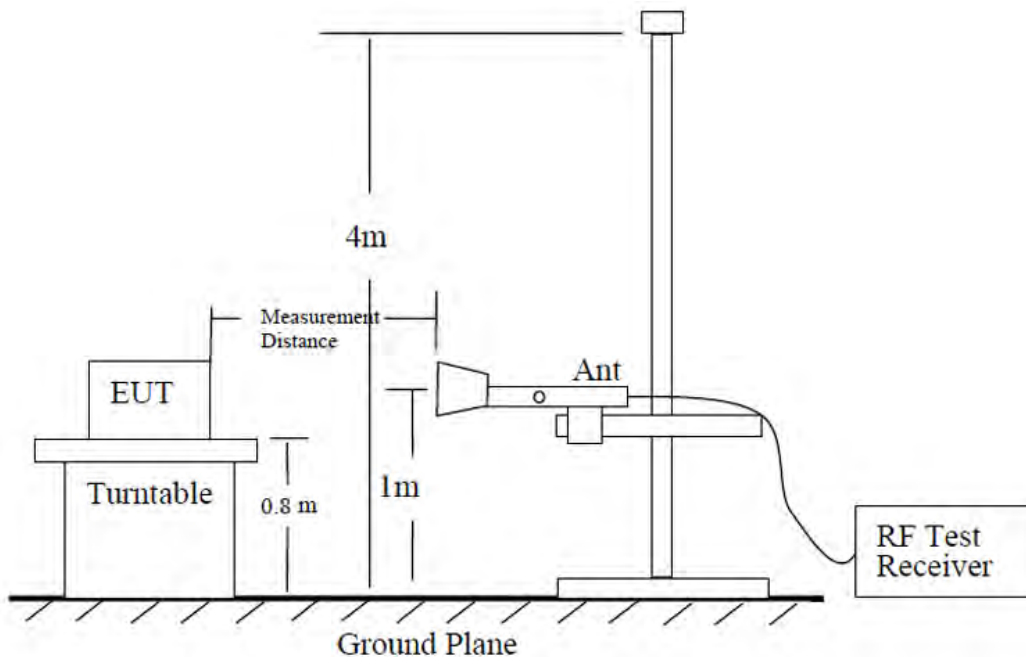 4m
Measurement
Distance
EUT
Ant
Turntable
0.8 m
1m
RF Test
Receiver
Ground Plane